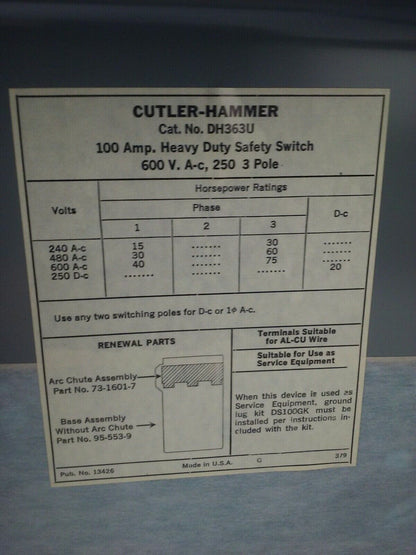 CUTLER-HAMMER
Cat. No. DH363U
100 Amp. Heavy Duty Safety Switch
600 V. A-c, 250 3 Pole
Horsepower Ratings
Volts Phase D-c
1 2 3
240 A-c 15 ....... 30 .......
480 A-c 30 ....... 60 .......
600 A-c 40 ....... 75 .......
250 D-c ....... ....... 20
Use any two switching poles for D-c or 1ϕ A-c.
RENEWAL PARTS
Arc Chute Assembly
Part No. 73-1601-7
Base Assembly
Without Arc Chute
Part No. 95-553-9
Terminals Suitable
for AL-CU Wire
Suitable for Use as
Service Equipment
When this device is used as
Service Equipment, ground
lug kit DS100GK must be
installed per instructions in-
cluded with the kit.
Pub. No. 13426 Made in U.S.A. G 379